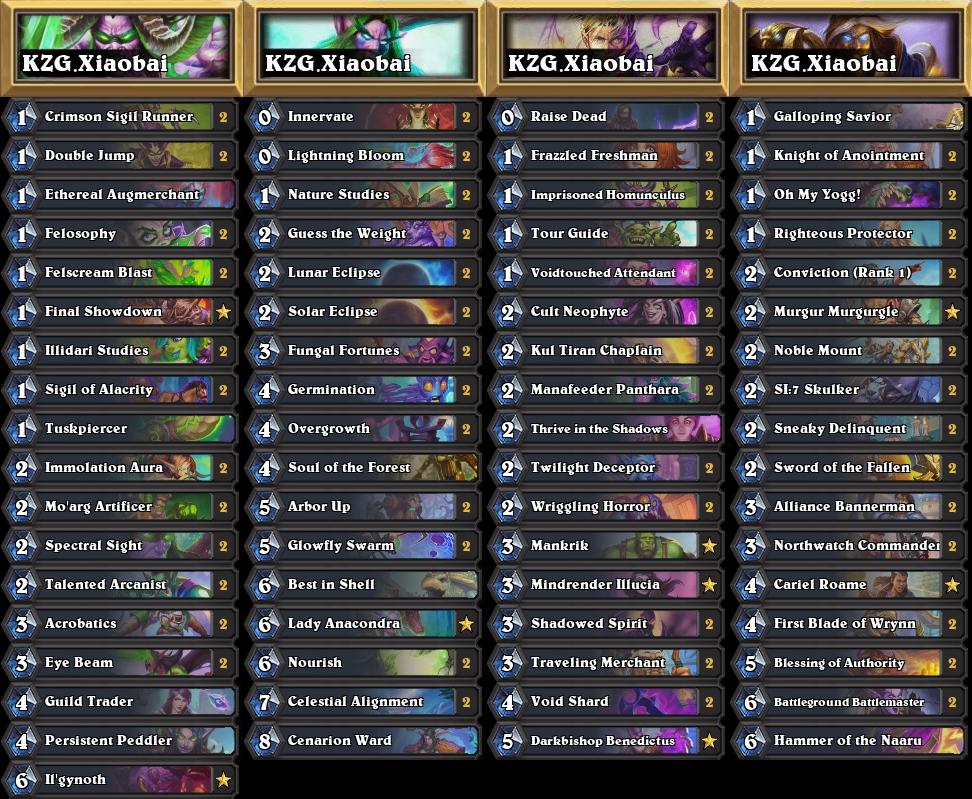 KZG.Xiaobai
1 Crimson Sigil Runner 2
1 Double Jump 2
1 Ethereal Augmerchant
1 Felosophy 2
1 Felscream Blast 2
1 Final Showdown
1 Illidari Studies 2
1 Sigil of Alacrity 2
1 Tuskpiercer
2 Immolation Aura 2
2 Mo'arg Artificer 2
2 Spectral Sight 2
2 Talented Arcanist 2
3 Acrobatics 2
3 Eye Beam 2
4 Guild Trader
4 Persistent Peddler
6 Il'gynoth
KZG.Xiaobai
0 Innervate 2
0 Lightning Bloom 2
1 Nature Studies 2
2 Guess the Weight 2
2 Lunar Eclipse 2
2 Solar Eclipse 2
3 Fungal Fortunes 2
4 Germination 2
4 Overgrowth 2
4 Soul of the Forest
5 Arbor Up 2
5 Glowfly Swarm 2
6 Best in Shell
6 Lady Anacondra
6 Nourish 2
7 Celestial Alignment 2
8 Cenarion Ward
KZG.Xiaobai
0 Raise Dead 2
1 Frazzled Freshman 2
1 Imprisoned Homunculus 2
1 Tour Guide 2
1 Voidtouched Attendant 2
2 Cult Neophyte 2
2 Kul Tiran Chaplain 2
2 Manafeeder Panthara 2
2 Thrive in the Shadows
2 Twilight Deceptor 2
2 Wriggling Horror 2
3 Mankrik
3 Mindrender Illucia
3 Shadowed Spirit 2
3 Traveling Merchant 2
4 Void Shard 2
5 Darkbishop Benedictus
KZG.Xiaobai
1 Galloping Savior
1 Knight of Anointment 2
1 Oh My Yogg! 2
1 Righteous Protector 2
2 Conviction (Rank 1) 2
2 Murgur Murgurgle
2 Noble Mount 2
2 SI:7 Skulker 2
2 Sneaky Delinquent 2
2 Sword of the Fallen 2
3 Alliance Bannerman 2
3 Northwatch Commander 2
4 Cariel Roame
4 First Blade of Wrynn 2
5 Blessing of Authority 2
6 Battleground Battlemaster 2
6 Hammer of the Naaru